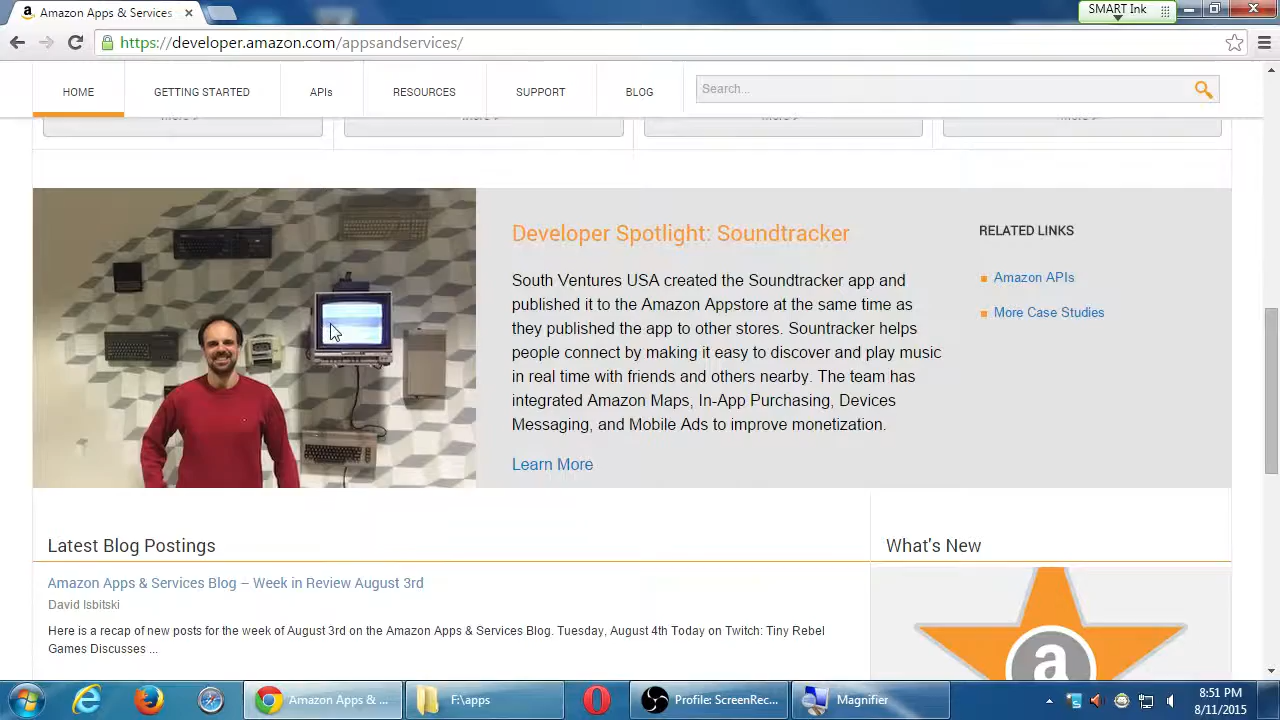 Amazon Apps & Services
SMART Ink
https://developer.amazon.com/appsandservices/
HOME
GETTING STARTED
APIs
RESOURCES
SUPPORT
BLOG
Search...
Developer Spotlight: Soundtracker
South Ventures USA created the Soundtracker app and
published it to the Amazon Appstore at the same time as
they published the app to other stores. Sountracker helps
people connect by making it easy to discover and play music
in real time with friends and others nearby. The team has
integrated Amazon Maps, In-App Purchasing, Devices
Messaging, and Mobile Ads to improve monetization.
Learn More
RELATED LINKS
Amazon APIs
More Case Studies
Latest Blog Postings
Amazon Apps & Services Blog – Week in Review August 3rd
David Isbitski
Here is a recap of new posts for the week of August 3rd on the Amazon Apps & Services Blog. Tuesday, August 4th Today on Twitch: Tiny Rebel
Games Discusses ...
What's New
a
Amazon Apps & ...
F:\apps
Profile: ScreenRec...
Magnifier
8:51 PM
8/11/2015